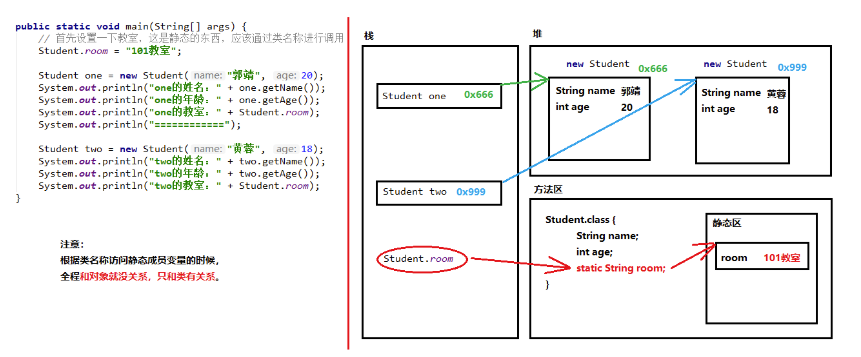 public static void main(String[] args) {
// 首先设置一下教室，这是静态的东西，应该通过类名称进行调用
Student.room = "101教室";
Student one = new Student( name: "郭靖", age: 20);
System.out.println("one的姓名：" + one.getName());
System.out.println("one的年龄：" + one.getAge());
System.out.println("one的教室：" + Student.room);
System.out.println("============");
Student two = new Student( name: "黄蓉", age: 18);
System.out.println("two的姓名：" + two.getName());
System.out.println("two的年龄：" + two.getAge());
System.out.println("two的教室：" + Student.room);
}
注意：
根据类名称访问静态成员变量的时候，
全程和对象就没关系，只和类有关系。
栈
Student one 0x666
Student two 0x999
Student.room
堆
new Student 0x666
String name 郭靖
int age 20
new Student 0x999
String name 黄蓉
int age 18
方法区
Student.class {
String name;
int age;
static String room;
}
静态区
room 101教室